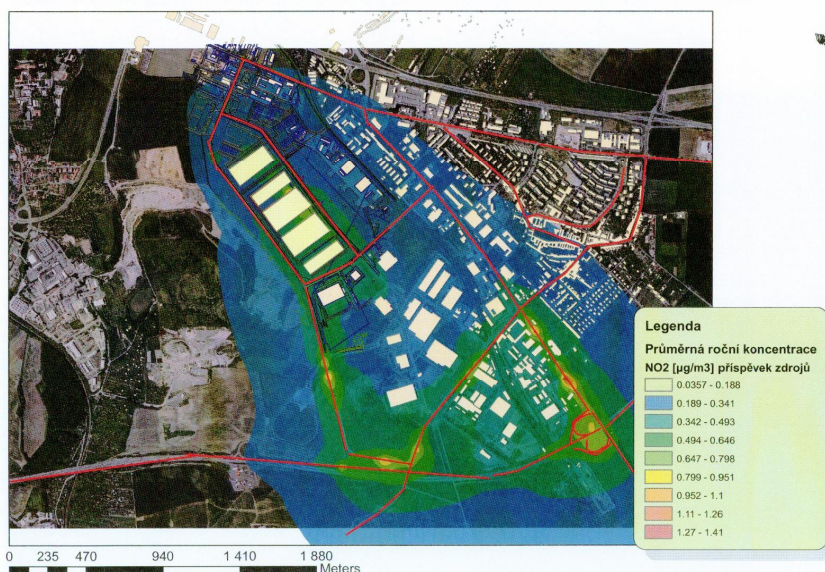 Legenda
Průměrná roční koncentrace
NO2 [µg/m3] příspěvek zdrojů
0.0357 - 0.188
0.189 - 0.341
0.342 - 0.493
0.494 - 0.646
0.647 - 0.798
0.799 - 0.951
0.952 - 1.1
1.11 - 1.26
1.27 - 1.41
0 235 470 940 1 410 1 880
Meters